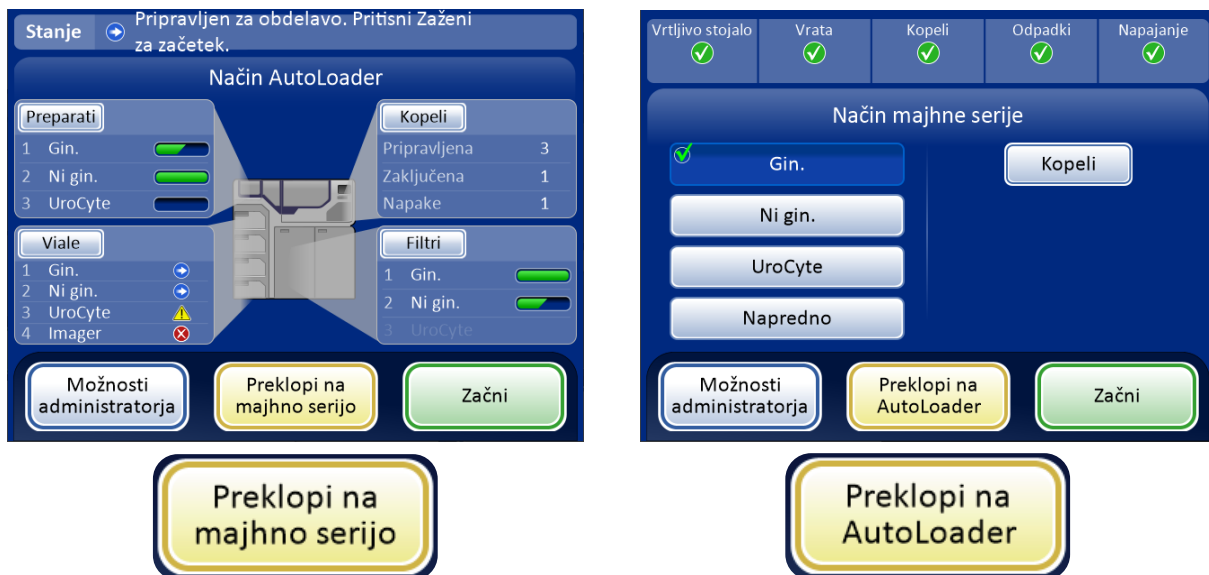 Stanje
Pripravljen za obdelavo. Pritisni Zaženi
za začetek.
Način AutoLoader
Preparati
1 Gin.
2 Ni gin.
3 UroCyte
Kopeli
Pripravljena 3
Zaključena 1
Napake 1
Viale
1 Gin.
2 Ni gin.
3 UroCyte
4 Imager
Filtri
1 Gin.
2 Ni gin.
3 UroCyte
Možnosti
administratorja
Preklopi na
majhno serijo
Začni
Preklopi na
majhno serijo
Vrtljivo stojalo Vrata Kopeli Odpadki Napajanje
Način majhne serije
Gin.
Ni gin.
UroCyte
Napredno
Kopeli
Možnosti
administratorja
Preklopi na
AutoLoader
Začni
Preklopi na
AutoLoader